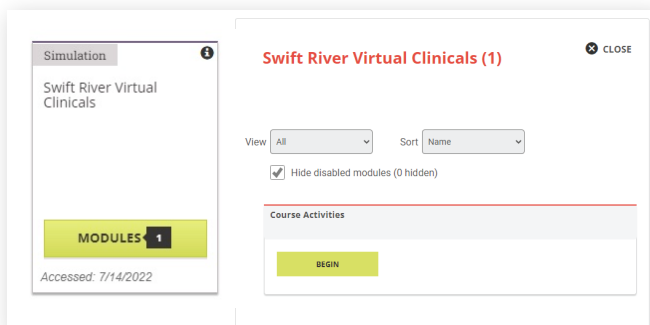 Simulation
Swift River Virtual
Clinicals
MODULES 1
Accessed: 7/14/2022
Swift River Virtual Clinicals (1)
CLOSE
View All Sort Name
Hide disabled modules (0 hidden)
Course Activities
BEGIN